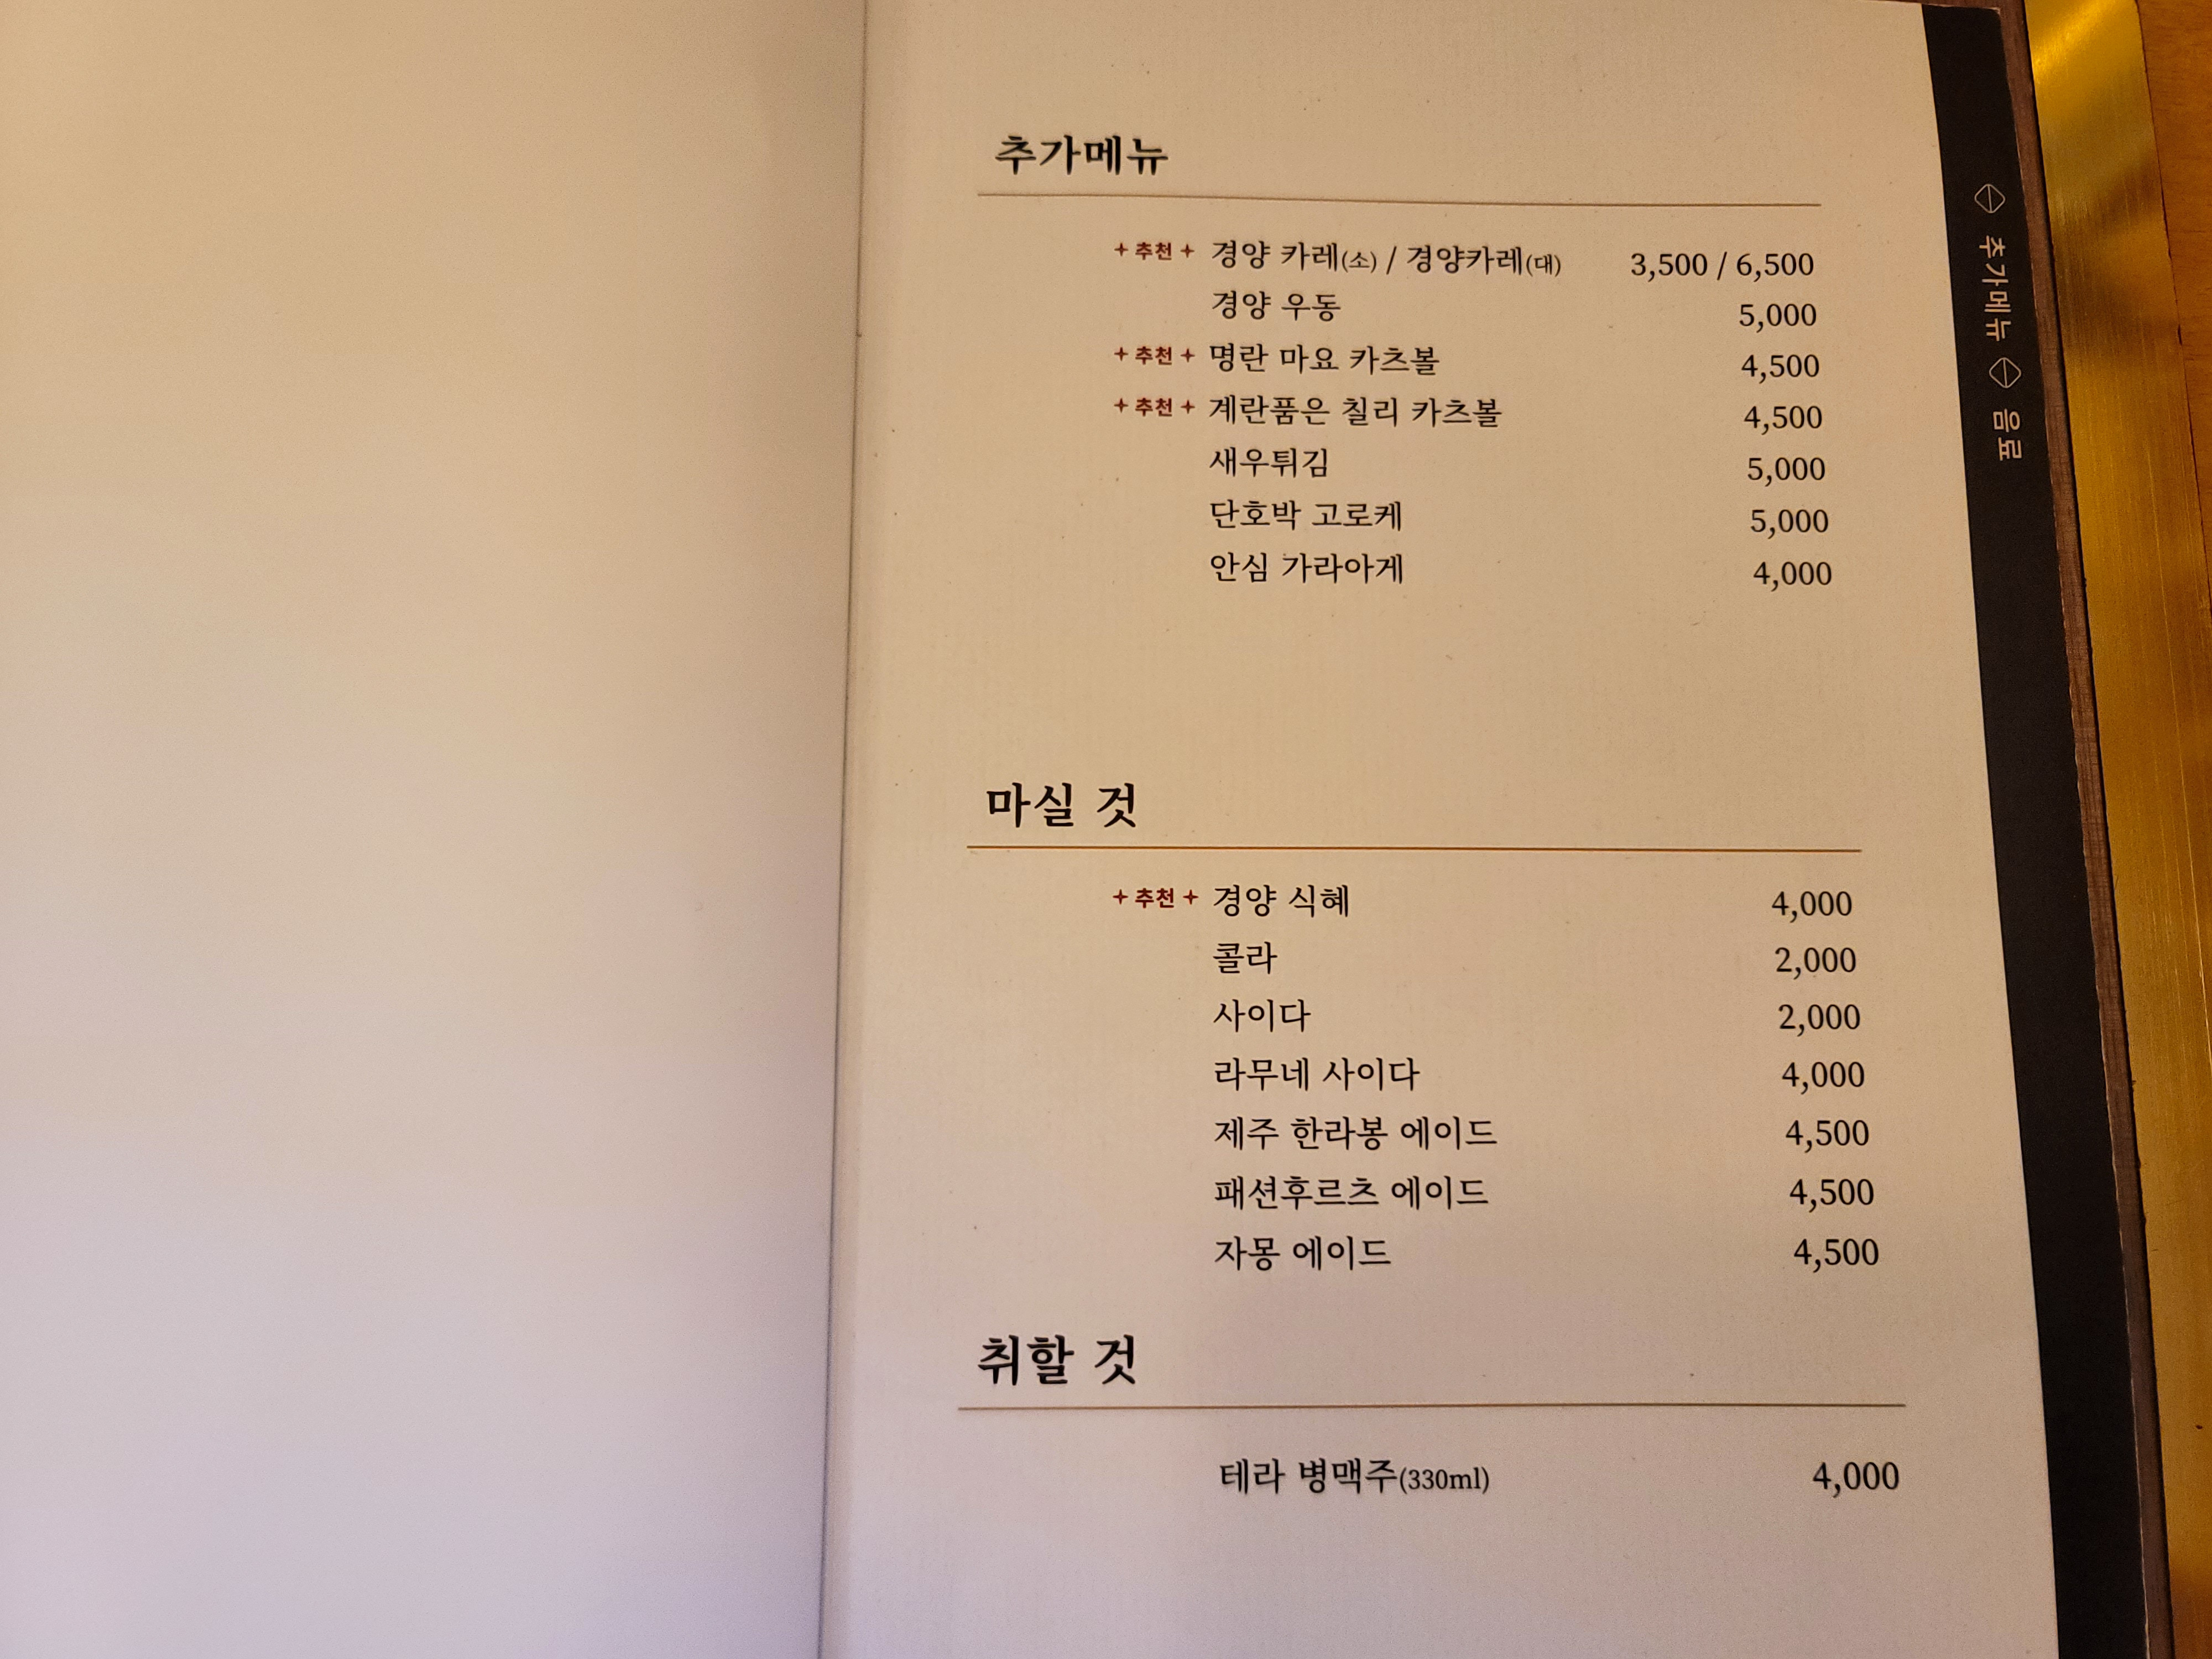 추가메뉴
추천 경양 카레(소) / 경양카레(대) 3,500 / 6,500
경양 우동 5,000
추천 명란 마요 카츠볼 4,500
추천 계란품은 칠리 카츠볼 4,500
새우튀김 5,000
단호박 고로케 5,000
안심 가라아게 4,000
마실 것
추천 경양 식혜 4,000
콜라 2,000
사이다 2,000
라무네 사이다 4,000
제주 한라봉 에이드 4,500
패션후르츠 에이드 4,500
자몽 에이드 4,500
취할 것
테라 병맥주(330ml) 4,000
추가메뉴 음료